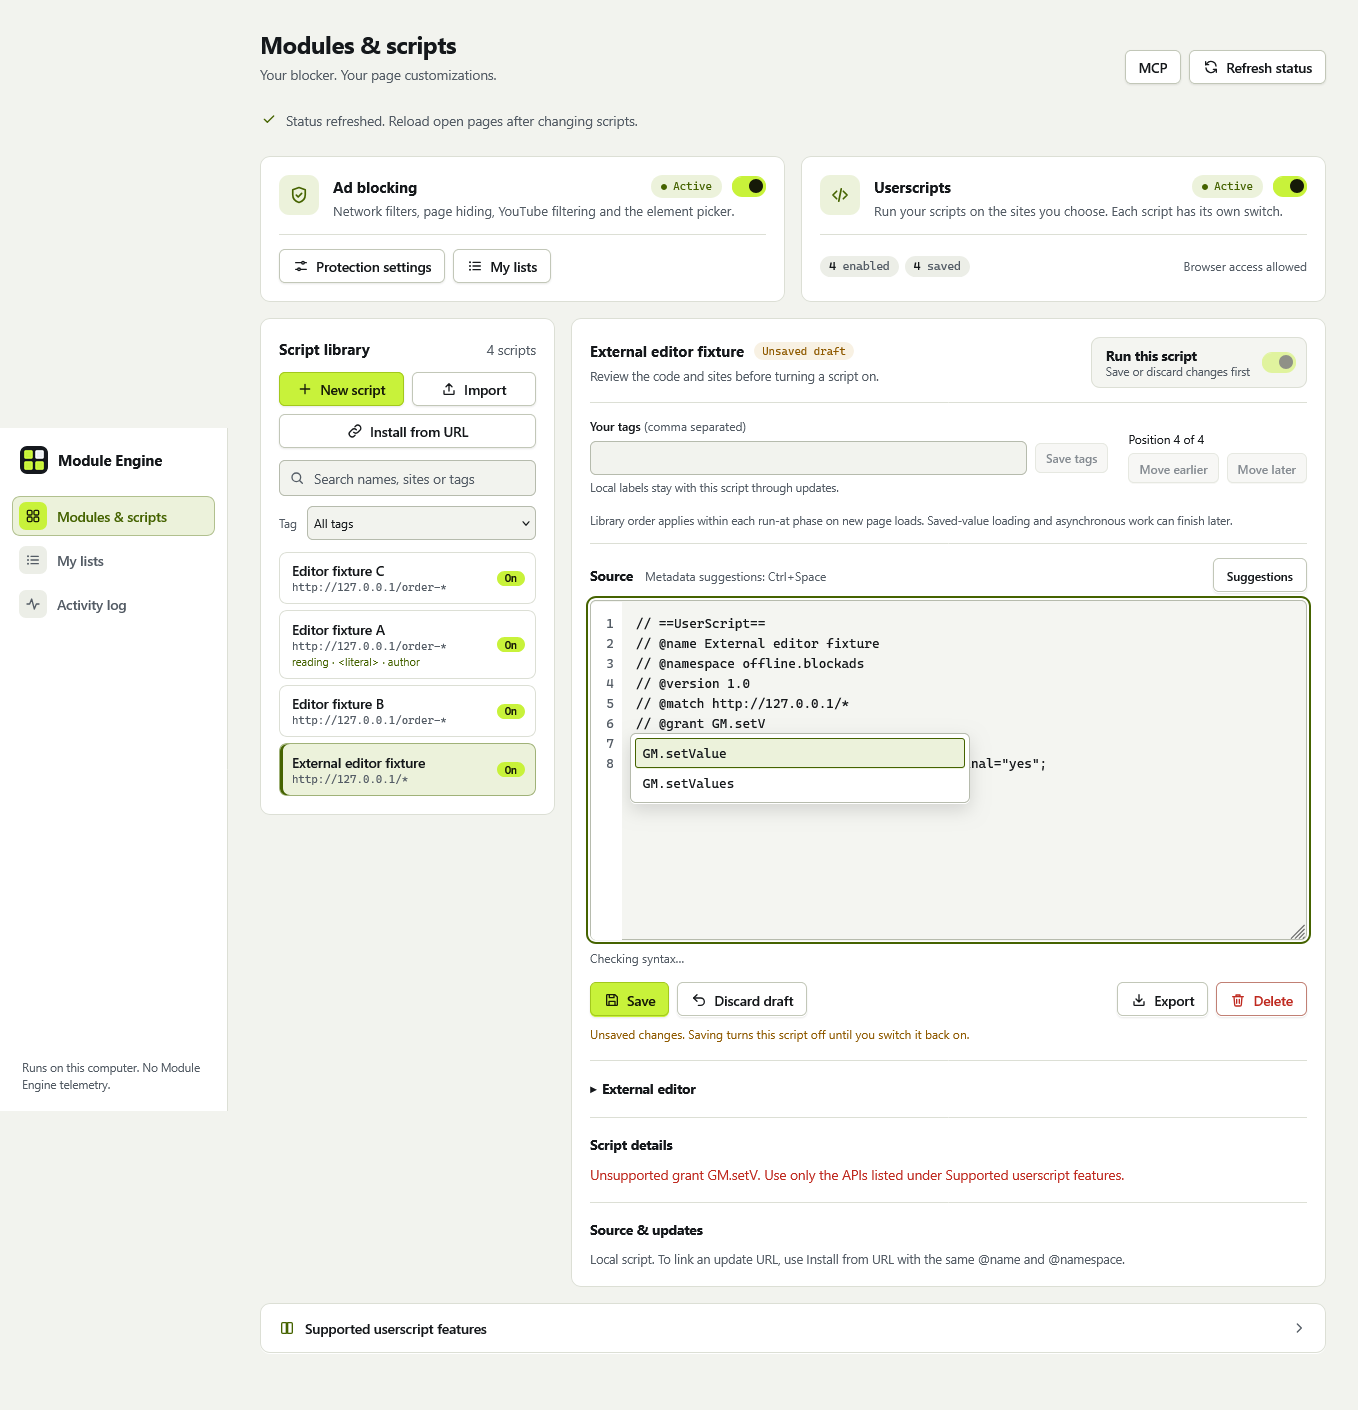 Modules & scripts
Your blocker. Your page customizations.
MCP
Refresh status
Status refreshed. Reload open pages after changing scripts.
Ad blocking
Active
Network filters, page hiding, YouTube filtering and the element picker.
Protection settings
My lists
Userscripts
Active
Run your scripts on the sites you choose. Each script has its own switch.
4 enabled
4 saved
Browser access allowed
Module Engine
Modules & scripts
My lists
Activity log
Runs on this computer. No Module
Engine telemetry.
Script library
4 scripts
New script
Import
Install from URL
Search names, sites or tags
Tag
All tags
Editor fixture C
http://127.0.0.1/order-*
On
Editor fixture A
http://127.0.0.1/order-*
reading · <literal> · author
On
Editor fixture B
http://127.0.0.1/order-*
On
External editor fixture
http://127.0.0.1/*
On
External editor fixture
Unsaved draft
Review the code and sites before turning a script on.
Run this script
Save or discard changes first
Your tags (comma separated)
Save tags
Local labels stay with this script through updates.
Position 4 of 4
Move earlier
Move later
Library order applies within each run-at phase on new page loads. Saved-value loading and asynchronous work can finish later.
Source
Metadata suggestions: Ctrl+Space
Suggestions
1 // ==UserScript==
2 // @name External editor fixture
3 // @namespace offline.blockads
4 // @version 1.0
5 // @match http://127.0.0.1/*
6 // @grant GM.setV
7
8 nal="yes";
GM.setValue
GM.setValues
Checking syntax...
Save
Discard draft
Export
Delete
Unsaved changes. Saving turns this script off until you switch it back on.
External editor
Script details
Unsupported grant GM.setV. Use only the APIs listed under Supported userscript features.
Source & updates
Local script. To link an update URL, use Install from URL with the same @name and @namespace.
Supported userscript features